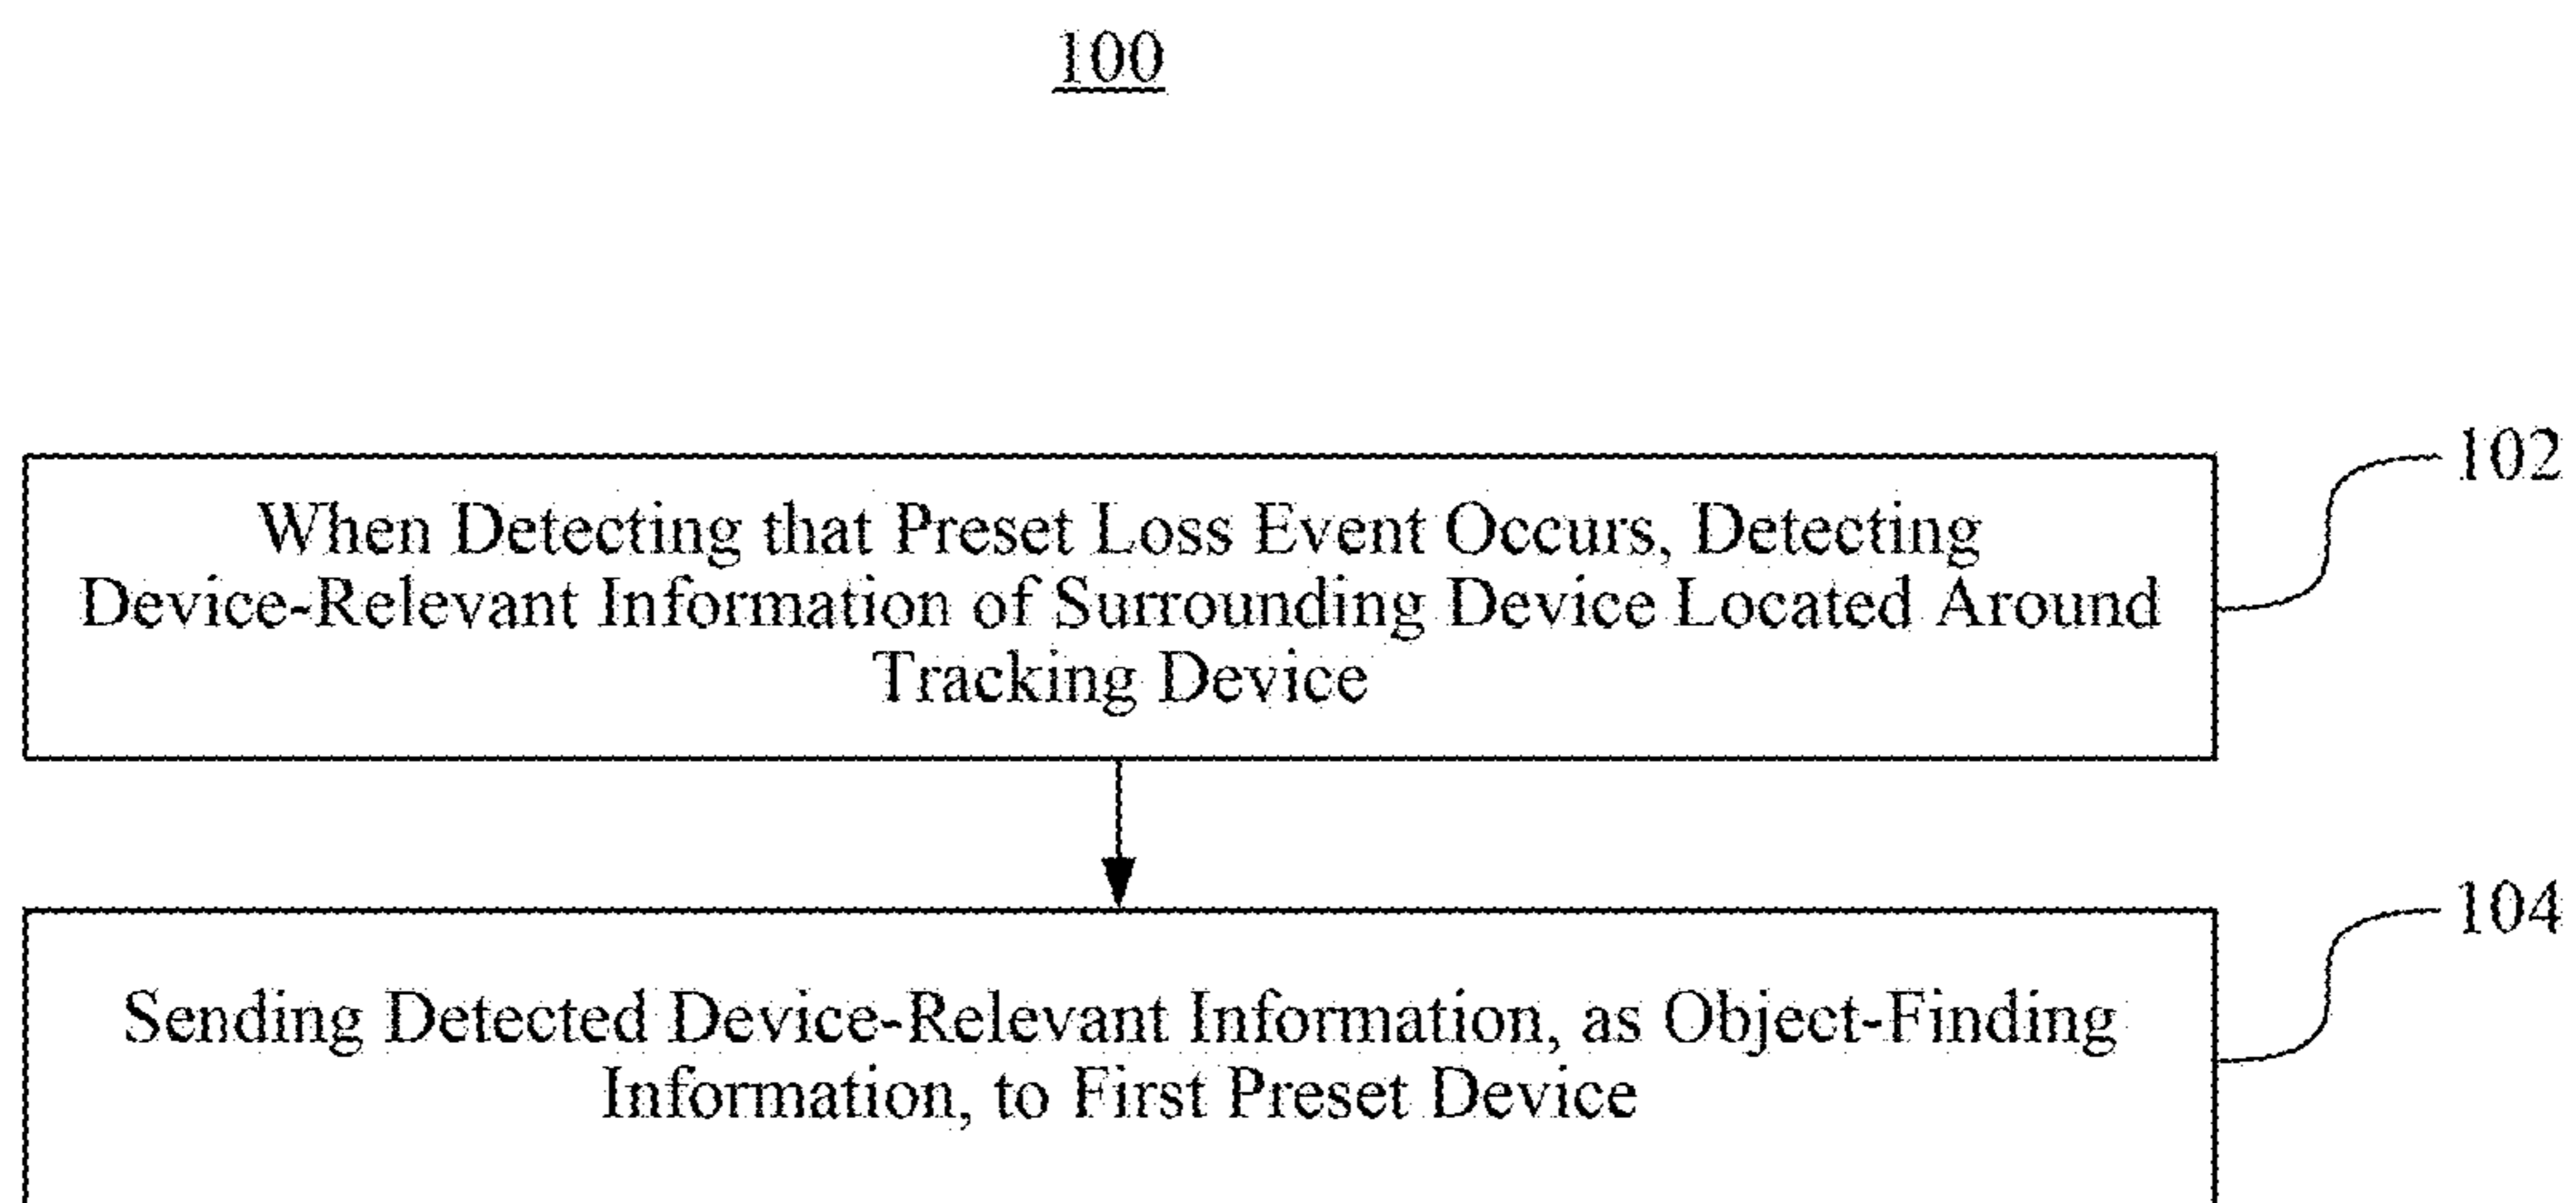 100
102
When Detecting that Preset Loss Event Occurs, Detecting
Device-Relevant Information of Surrounding Device Located Around
Tracking Device
104
Sending Detected Device-Relevant Information, as Object-Finding
Information, to First Preset Device